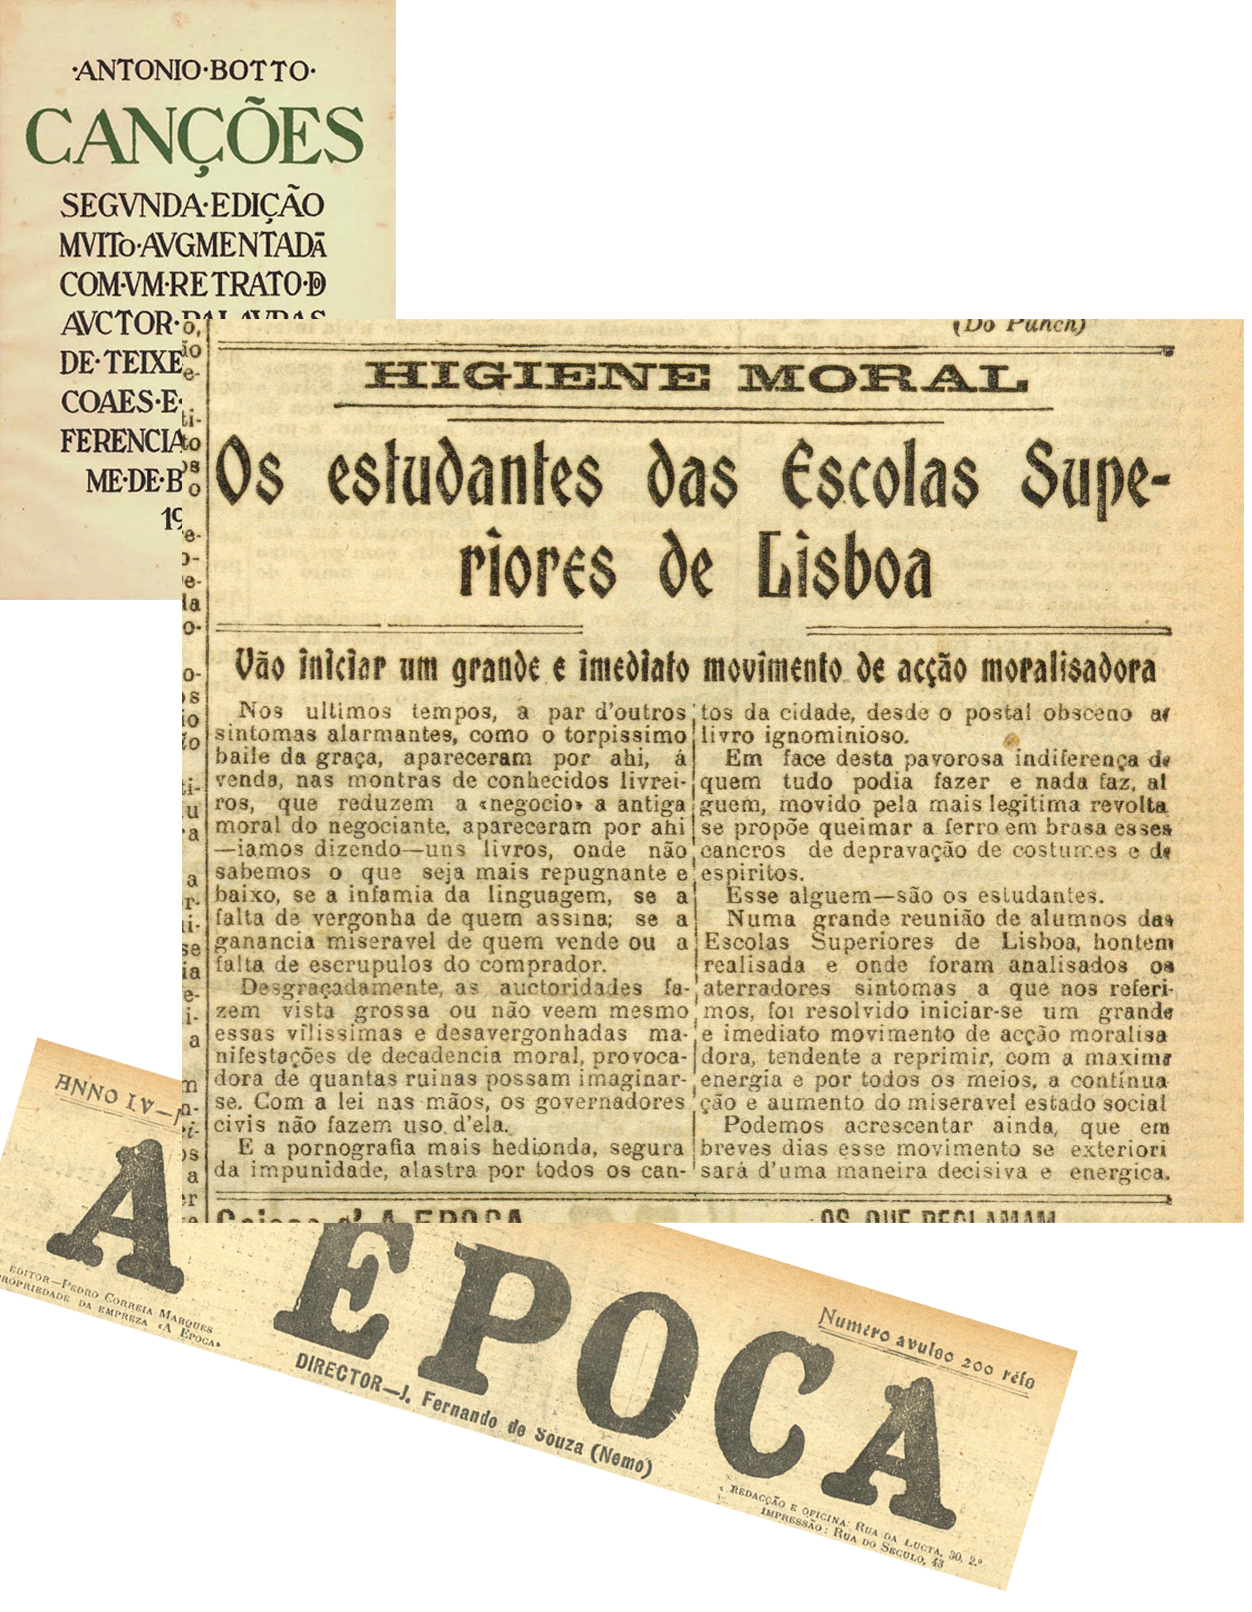 ·ANTONIO·BOTTO·
CANÇÕES
SEGVNDA·EDIÇÃO
MVITO·AVGMENTADA
COM·VM·RETRATO·DO
AVCTOR·PALAVRAS
DE·TEIXE
COAES·E·
FERENCIA
ME·DE·B
19
(Do Punch)
HIGIENE MORAL
Os estudantes das Escolas Supe-
riores de Lisboa
Vão iniciar um grande e imediato movimento de acção moralisadora
Nos ultimos tempos, a par d'outros
sintomas alarmantes, como o torpissimo
baile da graça, apareceram por ahi, á
venda, nas montras de conhecidos livrei-
ros, que reduzem a «negocio» a antiga
moral do negociante, apareceram por ahi
—iamos dizendo—uns livros, onde não
sabemos o que seja mais repugnante e
baixo, se a infamia da linguagem, se a
falta de vergonha de quem assina; se a
ganancia miseravel de quem vende ou a
falta de escrupulos do comprador.
Desgraçadamente, as auctoridades fa-
zem vista grossa ou não veem mesmo
essas vilissimas e desavergonhadas ma-
nifestações de decadencia moral, provoca-
dora de quantas ruinas possam imaginar-
se. Com a lei nas mãos, os governadores
civis não fazem uso d'ela.
E a pornografia mais hedionda, segura
da impunidade, alastra por todos os can-
tos da cidade, desde o postal obsceno ao
livro ignominioso.
Em face desta pavorosa indiferença de
quem tudo podia fazer e nada faz, al
guem, movido pela mais legitima revolta
se propõe queimar a ferro em brasa esses
cancros de depravação de costumes e de
espiritos.
Esse alguem—são os estudantes.
Numa grande reunião de alumnos das
Escolas Superiores de Lisboa, hontem
realisada e onde foram analisados os
aterradores sintomas a que nos referi-
mos, foi resolvido iniciar-se um grande
e imediato movimento de acção moralisa
dora, tendente a reprimir, com a maxima
energia e por todos os meios, a continua
ção e aumento do miseravel estado social
Podemos acrescentar ainda, que em
breves dias esse movimento se exteriori
sará d'uma maneira decisiva e energica.
A EPOCA
OS QUE RECLAMAM
ANNO IV—
A EPOCA
EDITOR—PEDRO CORREIA MARQUES
PROPRIEDADE DA EMPREZA «A EPOCA»
DIRECTOR—J. Fernando de Souza (Nemo)
Numero avulso 200 réis
REDACÇÃO E OFICINA: RUA DA LUCTA, 30, 2.º
IMPRESSÃO: RUA DO SECULO, 43